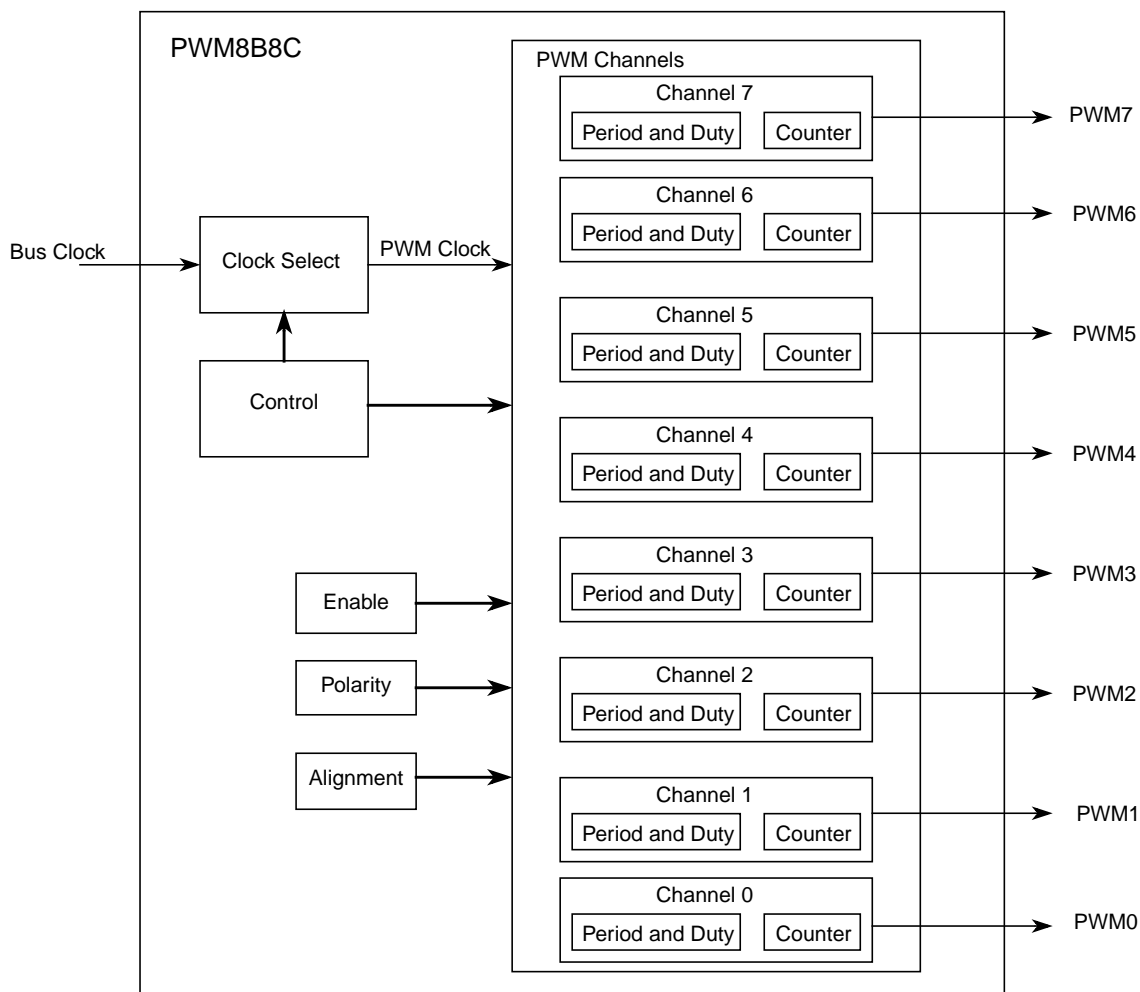 PWM8B8C
PWM Channels
Channel 7
Period and Duty
Counter
PWM7
Channel 6
Period and Duty
Counter
PWM6
Bus Clock
Clock Select
PWM Clock
Channel 5
Period and Duty
Counter
PWM5
Control
Channel 4
Period and Duty
Counter
PWM4
Channel 3
Period and Duty
Counter
PWM3
Enable
Polarity
Channel 2
Period and Duty
Counter
PWM2
Alignment
Channel 1
Period and Duty
Counter
PWM1
Channel 0
Period and Duty
Counter
PWM0